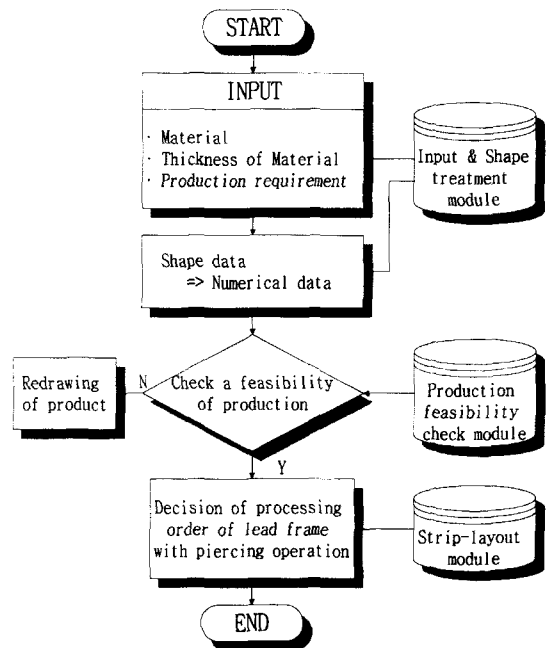 START
INPUT
· Material
· Thickness of Material
· Production requirement
Input & Shape
treatment
module
Shape data
=> Numerical data
Redrawing
of product
N
Check a feasibility
of production
Production
feasibility
check module
Y
Decision of processing
order of lead frame
with piercing operation
Strip-layout
module
END